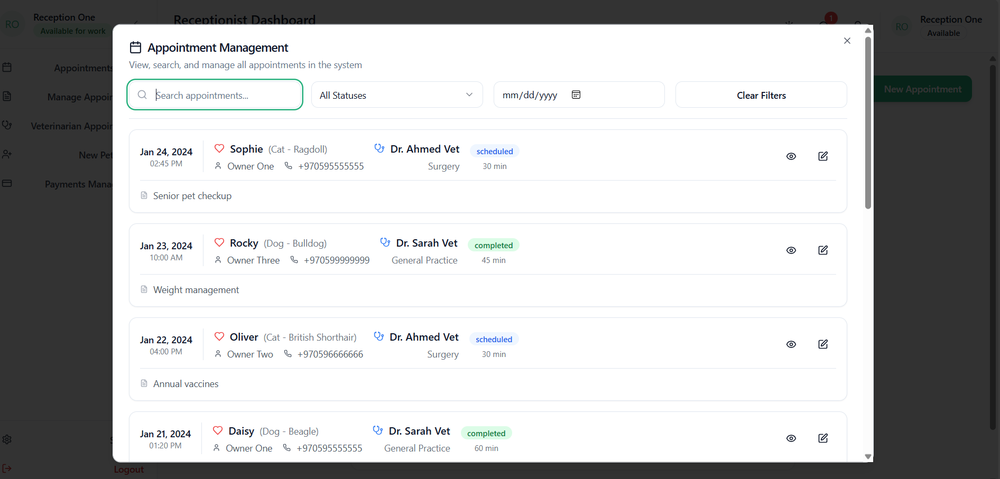 RO
Reception One
Available for work
Receptionist Dashboard
1
RO
Reception One
Available
Appointments
Manage Appoin
Veterinarian Appoin
New Pet
Payments Mana
Logout
New Appointment
Appointment Management
View, search, and manage all appointments in the system
Search appointments...
All Statuses
mm/dd/yyyy
Clear Filters
Jan 24, 2024
02:45 PM
Sophie (Cat - Ragdoll)
Owner One +970595555555
Dr. Ahmed Vet
Surgery
scheduled
30 min
Senior pet checkup
Jan 23, 2024
10:00 AM
Rocky (Dog - Bulldog)
Owner Three +970599999999
Dr. Sarah Vet
General Practice
completed
45 min
Weight management
Jan 22, 2024
04:00 PM
Oliver (Cat - British Shorthair)
Owner Two +970596666666
Dr. Ahmed Vet
Surgery
scheduled
30 min
Annual vaccines
Jan 21, 2024
01:20 PM
Daisy (Dog - Beagle)
Owner One +970595555555
Dr. Sarah Vet
General Practice
completed
60 min